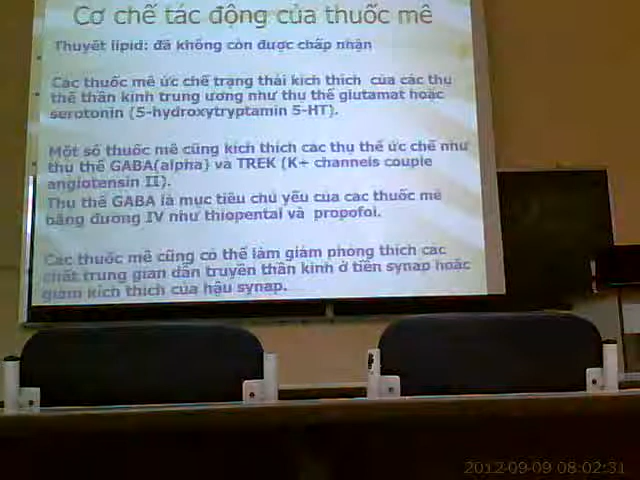 Cơ chế tác động của thuốc mê
Thuyết lipid: đã không còn được chấp nhận
Các thuốc mê ức chế trạng thái kích thích của các thụ
thể thần kinh trung ương như thụ thể glutamat hoặc
serotonin (5-hydroxytryptamin 5-HT).
Một số thuốc mê cũng kích thích các thụ thể ức chế như
thụ thể GABA(alpha) và TREK (K+ channels couple
angiotensin II).
Thụ thể GABA là mục tiêu chủ yếu của các thuốc mê
bằng đường IV như thiopental và propofol.
Các thuốc mê cũng có thể làm giảm phóng thích các
chất trung gian dẫn truyền thần kinh ở tiền synap hoặc
giảm kích thích của hậu synap.
2012-09-09 08:02:31